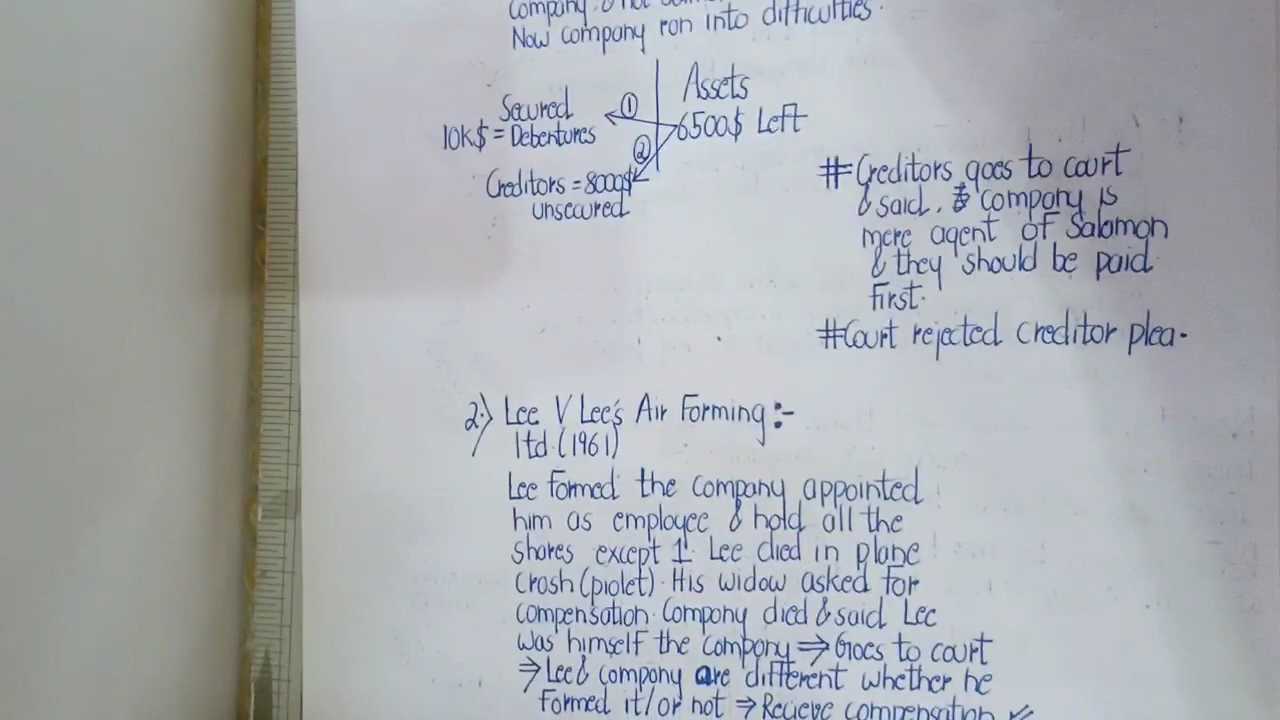 Company & not
Now company ran into difficulties.
Secured
10K$ = Debentures
①
②
Creditors = 8000$
unsecured
Assets
6500$ Left
# Creditors goes to court
& said, company is
mere agent of Salomon
& they should be paid
first.
# Court rejected creditor plea.
2.) Lee V Lee's Air Forming :-
ltd. (1961)
Lee formed the company appointed
him as employee & hold all the
shares except 1. Lee died in plane
crosh (piolet). His widow asked for
compensation. Company died & said Lee
was himself the company ⇒ Goes to court
⇒ Lee & company are different whether he
formed it/or not ⇒ Recieve compensation ✓